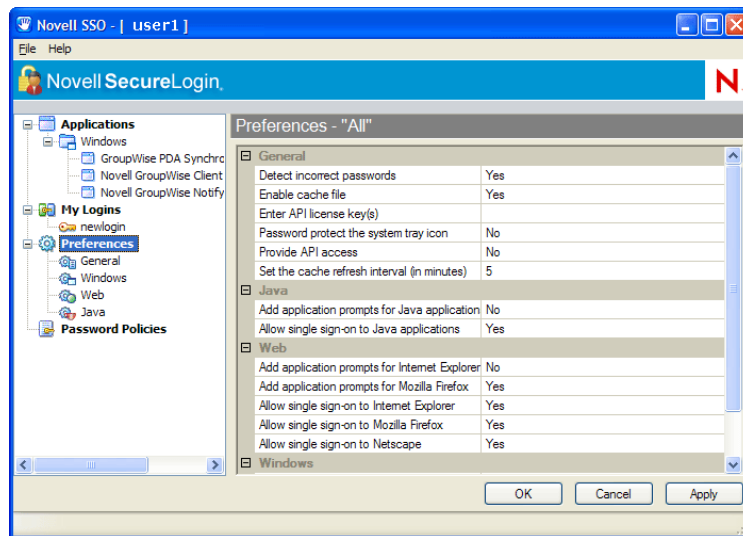 Novell SSO - [ user1 ]
File Help
Novell SecureLogin.
N.
Applications
Windows
GroupWise PDA Synchrc
Novell GroupWise Client
Novell GroupWise Notify
My Logins
newlogin
Preferences
General
Windows
Web
Java
Password Policies
Preferences - "All"
General
Detect incorrect passwords Yes
Enable cache file Yes
Enter API license key(s)
Password protect the system tray icon No
Provide API access No
Set the cache refresh interval (in minutes) 5
Java
Add application prompts for Java application No
Allow single sign-on to Java applications Yes
Web
Add application prompts for Internet Explorer No
Add application prompts for Mozilla Firefox Yes
Allow single sign-on to Internet Explorer Yes
Allow single sign-on to Mozilla Firefox Yes
Allow single sign-on to Netscape Yes
Windows
OK Cancel Apply